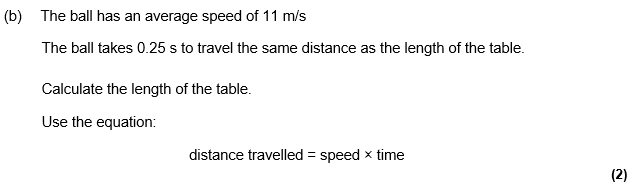 (b) The ball has an average speed of 11 m/s
The ball takes 0.25 s to travel the same distance as the length of the table.
Calculate the length of the table.
Use the equation:
distance travelled = speed × time
(2)